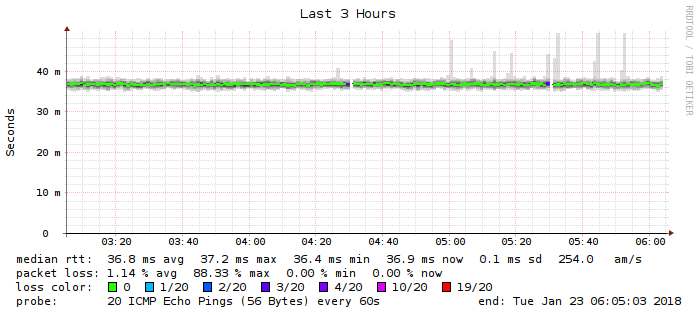 Last 3 Hours
RRDTOOL / TOBI OETIKER
Seconds
40 m
30 m
20 m
10 m
0
03:20 03:40 04:00 04:20 04:40 05:00 05:20 05:40 06:00
median rtt: 36.8 ms avg 37.2 ms max 36.4 ms min 36.9 ms now 0.1 ms sd 254.0 am/s
packet loss: 1.14 % avg 88.33 % max 0.00 % min 0.00 % now
loss color: 0 1/20 2/20 3/20 4/20 10/20 19/20
probe: 20 ICMP Echo Pings (56 Bytes) every 60s end: Tue Jan 23 06:05:03 2018